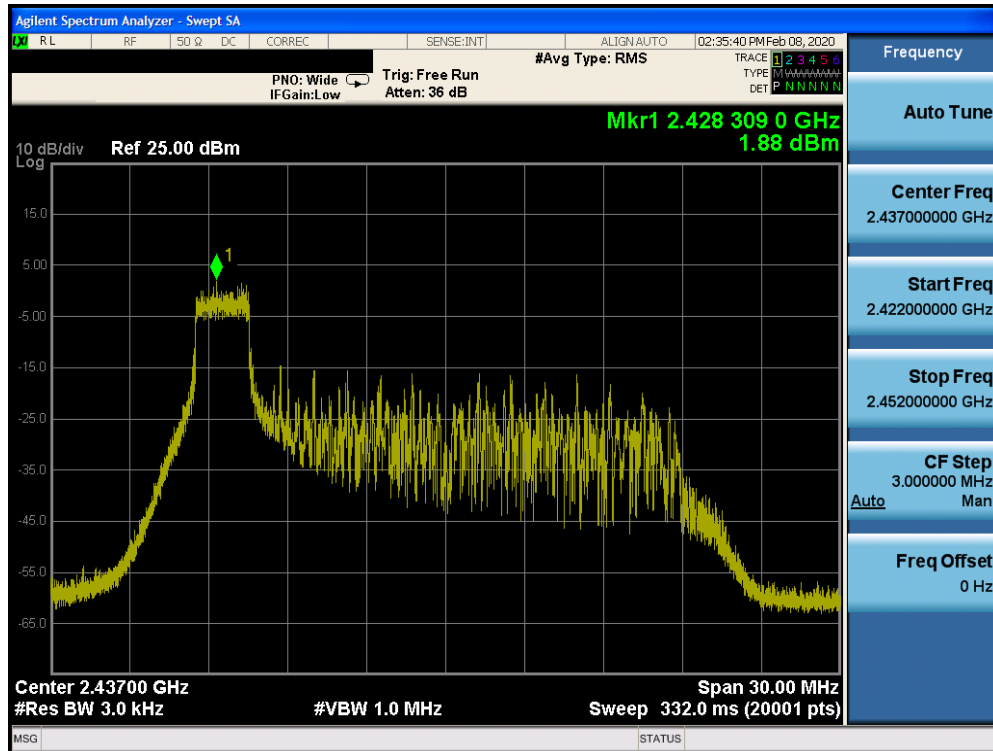 Agilent Spectrum Analyzer - Swept SA
LXI RL RF 50 Ω DC CORREC SENSE:INT ALIGN AUTO 02:35:40 PM Feb 08, 2020
#Avg Type: RMS TRACE 1 2 3 4 5 6
PNO: Wide Trig: Free Run TYPE M WWWWW
IFGain:Low Atten: 36 dB DET P N N N N N
Mkr1 2.428 309 0 GHz
1.88 dBm
10 dB/div Ref 25.00 dBm
Log
15.0
1
5.00
-5.00
-15.0
-25.0
-35.0
-45.0
-55.0
-65.0
Center 2.43700 GHz Span 30.00 MHz
#Res BW 3.0 kHz #VBW 1.0 MHz Sweep 332.0 ms (20001 pts)
MSG STATUS
Frequency
Auto Tune
Center Freq
2.437000000 GHz
Start Freq
2.422000000 GHz
Stop Freq
2.452000000 GHz
CF Step
3.000000 MHz
Auto Man
Freq Offset
0 Hz